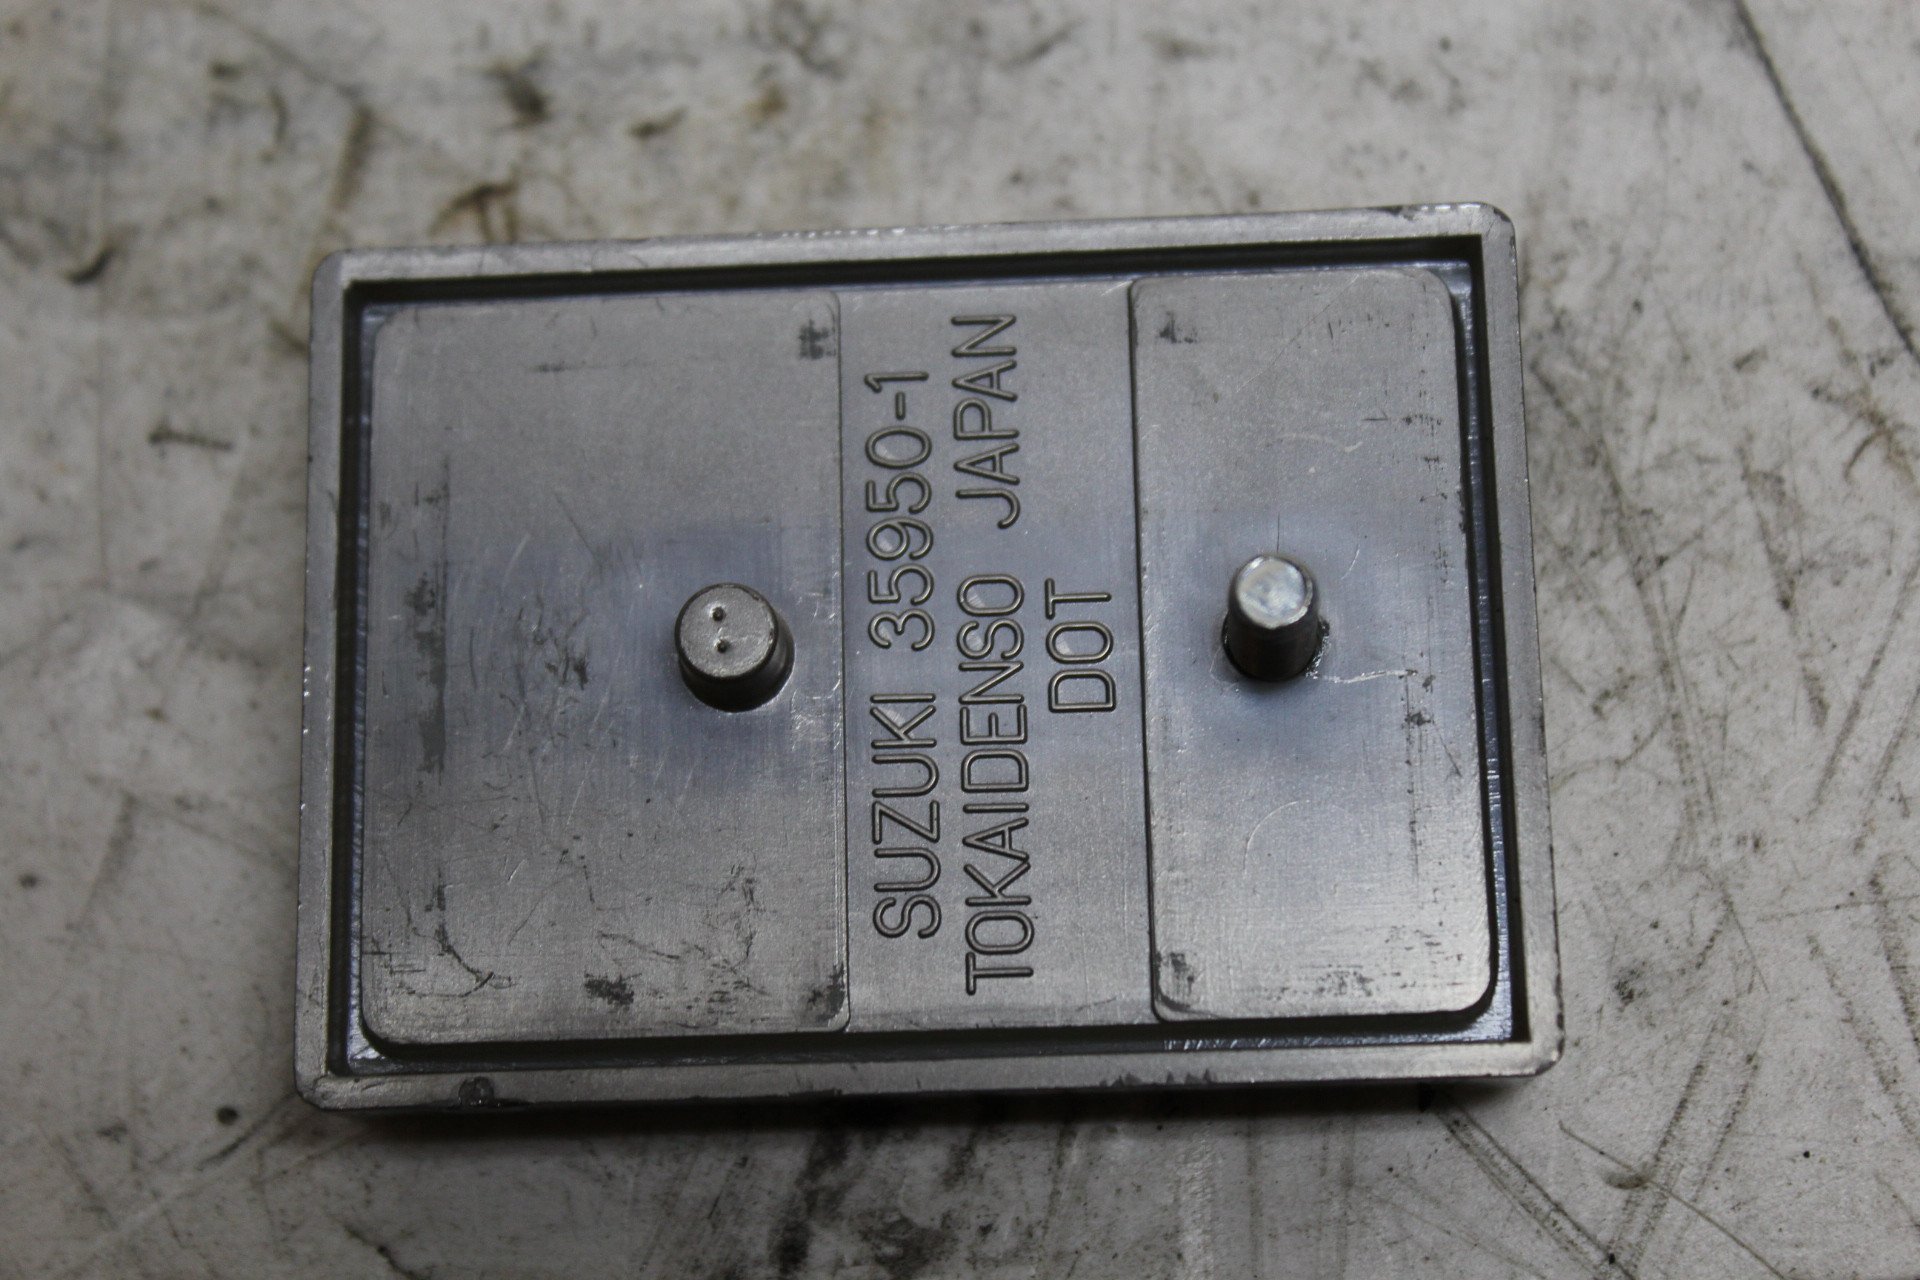 SUZUKI 35950-1
TOKAIDENSO JAPAN
DOT